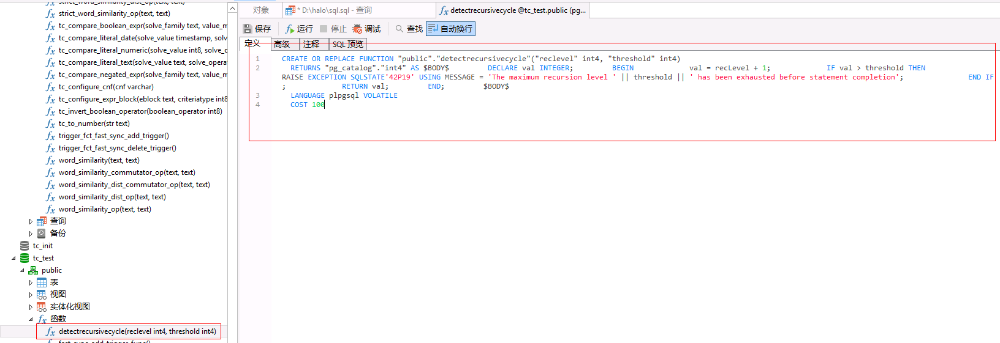 strict_word_similarity_dist_op(text, text)
strict_word_similarity_op(text, text)
tc_compare_boolean_expr(solve_family text, value_m
tc_compare_literal_date(solve_value timestamp, solv
tc_compare_literal_numeric(solve_value int8, solve_c
tc_compare_literal_text(solve_value text, solve_operat
tc_compare_negated_expr(solve_family text, value_m
tc_configure_cnf(cnf varchar)
tc_configure_expr_block(eblock text, criteriatype int8
tc_invert_boolean_operator(boolean_operator int8)
tc_to_number(str text)
trigger_fct_fast_sync_add_trigger()
trigger_fct_fast_sync_delete_trigger()
word_similarity(text, text)
word_similarity_commutator_op(text, text)
word_similarity_dist_commutator_op(text, text)
word_similarity_dist_op(text, text)
word_similarity_op(text, text)
查询
备份
tc_init
tc_test
public
表
视图
实体化视图
函数
detectrecursivecycle(reclevel int4, threshold int4)
fast_sync_add_trigger_func()
对象 * D:\halo\sql.sql - 查询 detectrecursivecycle @tc_test.public (pg...
保存 运行 停止 调试 查找 自动换行
定义 高级 注释 SQL 预览
1 CREATE OR REPLACE FUNCTION "public"."detectrecursivecycle"("reclevel" int4, "threshold" int4)
2 RETURNS "pg_catalog"."int4" AS $BODY$ DECLARE val INTEGER; BEGIN val = recLevel + 1; IF val > threshold THEN
RAISE EXCEPTION SQLSTATE'42P19' USING MESSAGE = 'The maximum recursion level ' || threshold || ' has been exhausted before statement completion'; END IF
; RETURN val; END; $BODY$
3 LANGUAGE plpgsql VOLATILE
4 COST 100